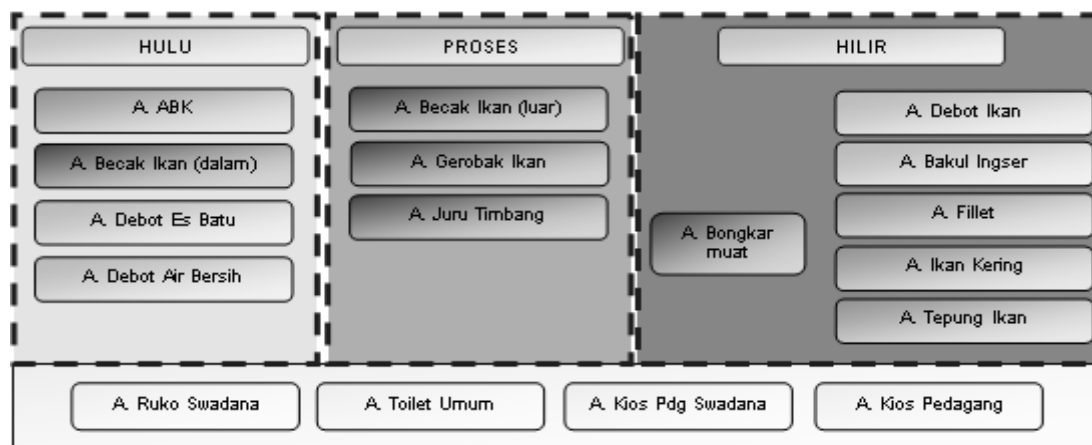 HULU
A. ABK
A. Becak Ikan (dalam)
A. Debot Es Batu
A. Debot Air Bersih
PROSES
A. Becak Ikan (luar)
A. Gerobak Ikan
A. Juru Timbang
HILIR
A. Bongkar
muat
A. Debot Ikan
A. Bakul Ingser
A. Fillet
A. Ikan Kering
A. Tepung Ikan
A. Ruko Swadana
A. Toilet Umum
A. Kios Pdg Swadana
A. Kios Pedagang